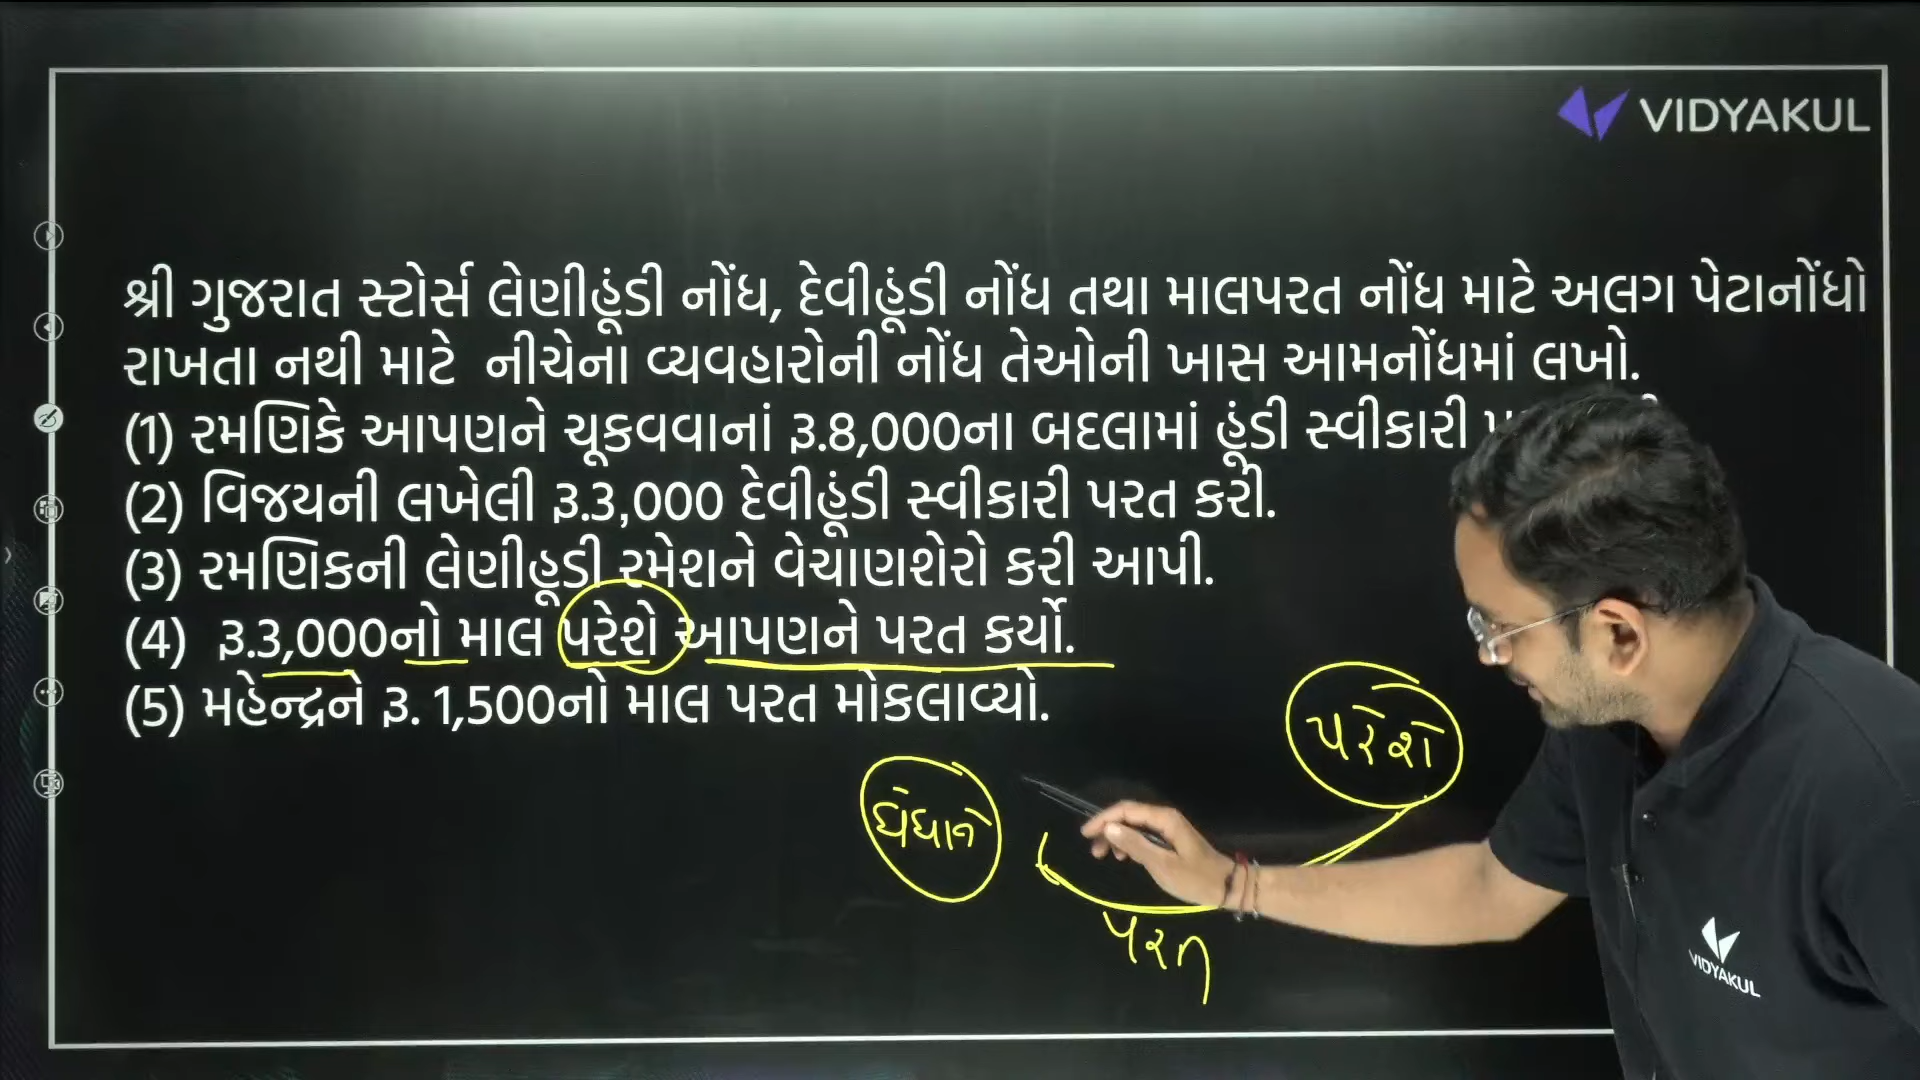 VIDYAKUL
શ્રી ગુજરાત સ્ટોર્સ લેણીહૂંડી નોંધ, દેવીહૂંડી નોંધ તથા માલપરત નોંધ માટે અલગ પેટાનોંધો
રાખતા નથી માટે નીચેના વ્યવહારોની નોંધ તેઓની ખાસ આમનોંધમાં લખો.
(1) રમણિકે આપણને ચૂકવવાનાં રૂ.8,000ના બદલામાં હૂંડી સ્વીકારી
(2) વિજયની લખેલી રૂ.3,000 દેવીહૂંડી સ્વીકારી પરત કરી.
(3) રમણિકની લેણીહૂડી રમેશને વેચાણશેરો કરી આપી.
(4) રૂ.3,000નો માલ પરેશે આપણને પરત કર્યો.
(5) મહેન્દ્રને રૂ. 1,500નો માલ પરત મોકલાવ્યો.
પરેશે
ધંધાને
પરત
VIDYAKUL